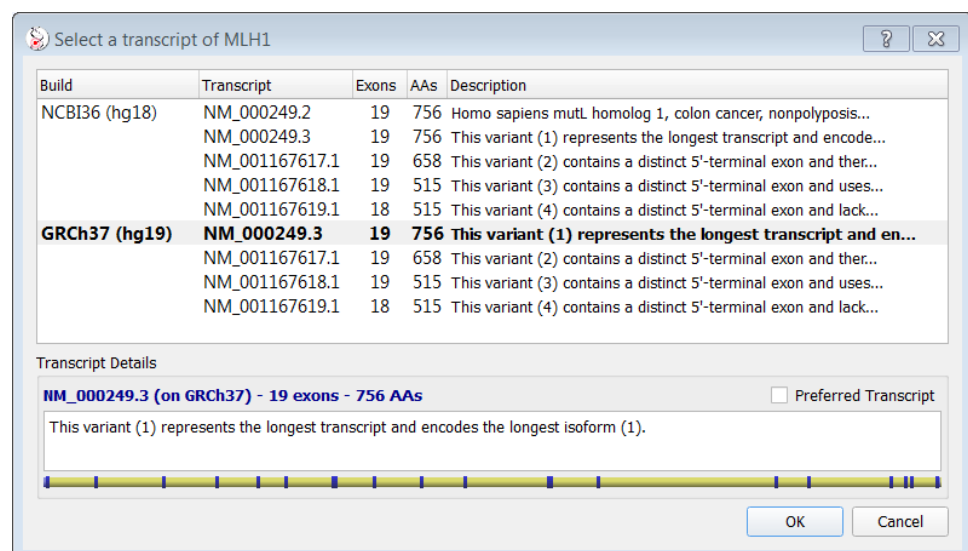 Select a transcript of MLH1
Build Transcript Exons AAs Description
NCBI36 (hg18) NM_000249.2 19 756 Homo sapiens mutL homolog 1, colon cancer, nonpolyposis...
NM_000249.3 19 756 This variant (1) represents the longest transcript and encode...
NM_001167617.1 19 658 This variant (2) contains a distinct 5'-terminal exon and ther...
NM_001167618.1 19 515 This variant (3) contains a distinct 5'-terminal exon and uses...
NM_001167619.1 18 515 This variant (4) contains a distinct 5'-terminal exon and lack...
GRCh37 (hg19) NM_000249.3 19 756 This variant (1) represents the longest transcript and en...
NM_001167617.1 19 658 This variant (2) contains a distinct 5'-terminal exon and ther...
NM_001167618.1 19 515 This variant (3) contains a distinct 5'-terminal exon and uses...
NM_001167619.1 18 515 This variant (4) contains a distinct 5'-terminal exon and lack...
Transcript Details
NM_000249.3 (on GRCh37) - 19 exons - 756 AAs Preferred Transcript
This variant (1) represents the longest transcript and encodes the longest isoform (1).
OK Cancel